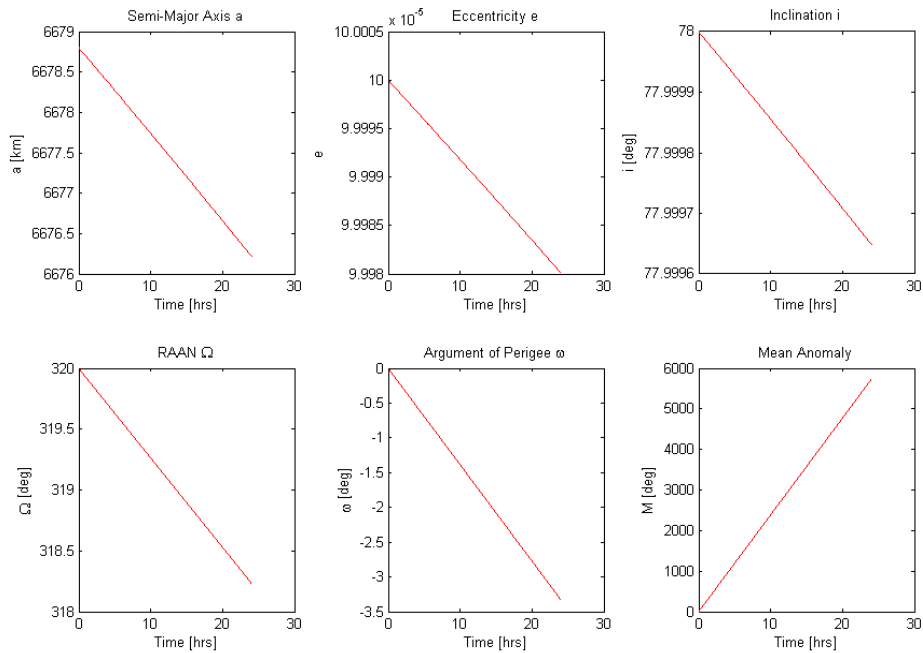 Semi-Major Axis a
6679
6678.5
6678
6677.5
6677
6676.5
6676
a [km]
0 10 20 30
Time [hrs]
Eccentricity e
x 10^-5
10.0005
10
9.9995
9.999
9.9985
9.998
e
0 10 20 30
Time [hrs]
Inclination i
78
77.9999
77.9998
77.9997
77.9996
i [deg]
0 10 20 30
Time [hrs]
RAAN Ω
320
319.5
319
318.5
318
Ω [deg]
0 10 20 30
Time [hrs]
Argument of Perigee ω
0
-0.5
-1
-1.5
-2
-2.5
-3
-3.5
ω [deg]
0 10 20 30
Time [hrs]
Mean Anomaly
6000
5000
4000
3000
2000
1000
0
M [deg]
0 10 20 30
Time [hrs]